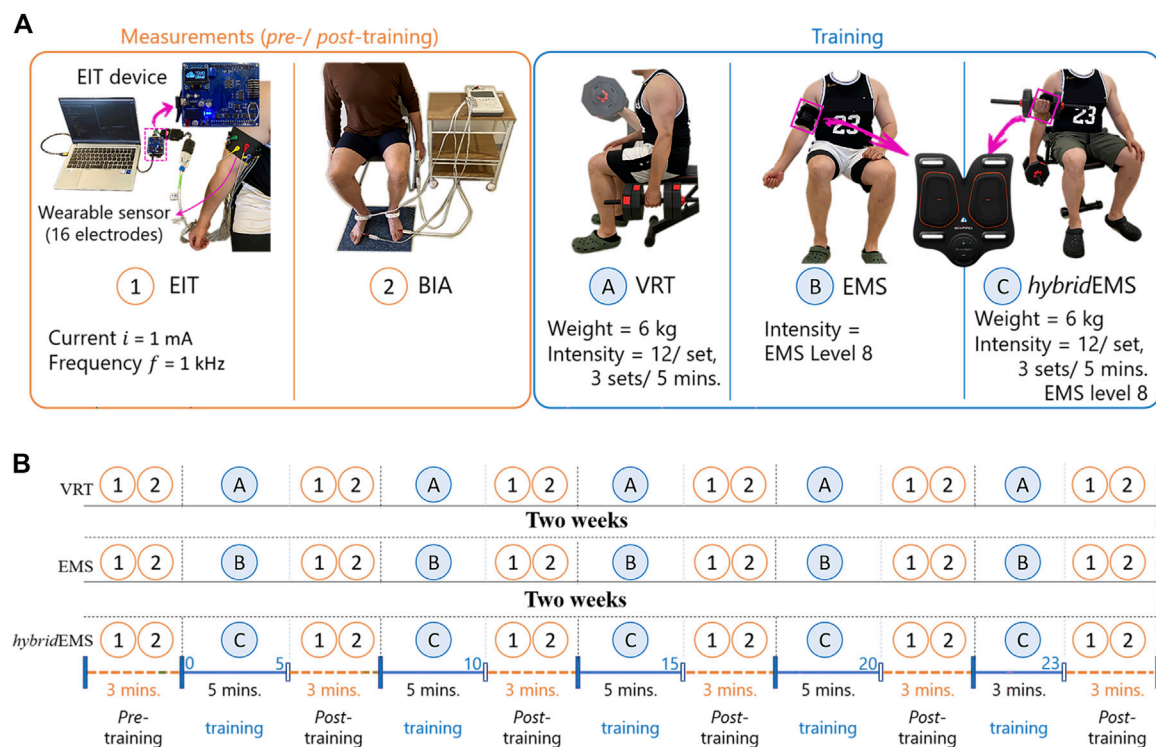 A
Measurements (pre-/ post-training)
Training
EIT device
Wearable sensor
(16 electrodes)
23
23
1 EIT
2 BIA
A VRT
B EMS
C hybridEMS
Current i = 1 mA
Frequency f = 1 kHz
Weight = 6 kg
Intensity = 12/ set,
3 sets/ 5 mins.
Intensity =
EMS Level 8
Weight = 6 kg
Intensity = 12/ set,
3 sets/ 5 mins.
EMS level 8
B
VRT 1 2 A 1 2 A 1 2 A 1 2 A 1 2 A 1 2
Two weeks
EMS 1 2 B 1 2 B 1 2 B 1 2 B 1 2 B 1 2
Two weeks
hybridEMS 1 2 C 1 2 C 1 2 C 1 2 C 1 2 C 1 2
0 5 10 15 20 23
3 mins. 5 mins. 3 mins. 5 mins. 3 mins. 5 mins. 3 mins. 5 mins. 3 mins. 3 mins. 3 mins.
Pre- training Post- training Post- training Post- training Post- training Post-
training training training training training training